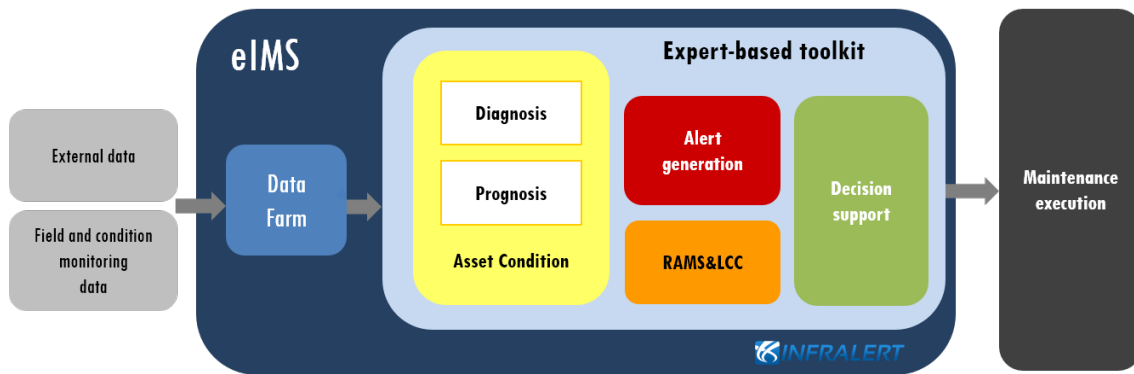 eIMS
Expert-based toolkit
External data
Field and condition
monitoring
data
Data
Farm
Diagnosis
Prognosis
Asset Condition
Alert
generation
RAMS&LCC
Decision
support
Maintenance
execution
INFRALERT